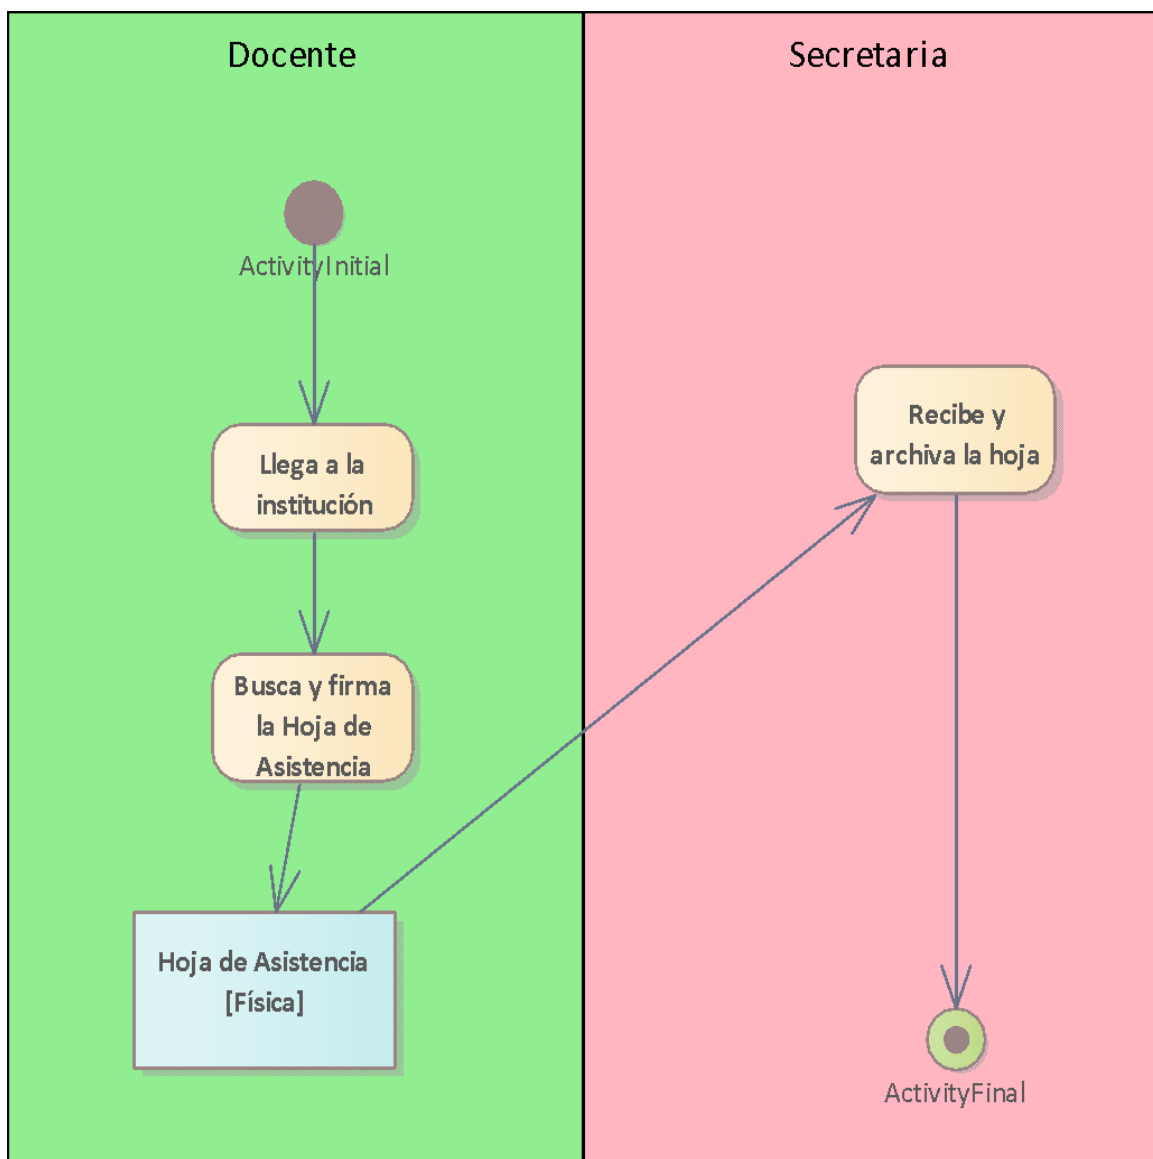 Docente
Secretaria
ActivityInitial
Llega a la
institución
Busca y firma
la Hoja de
Asistencia
Hoja de Asistencia
[Física]
Recibe y
archiva la hoja
ActivityFinal